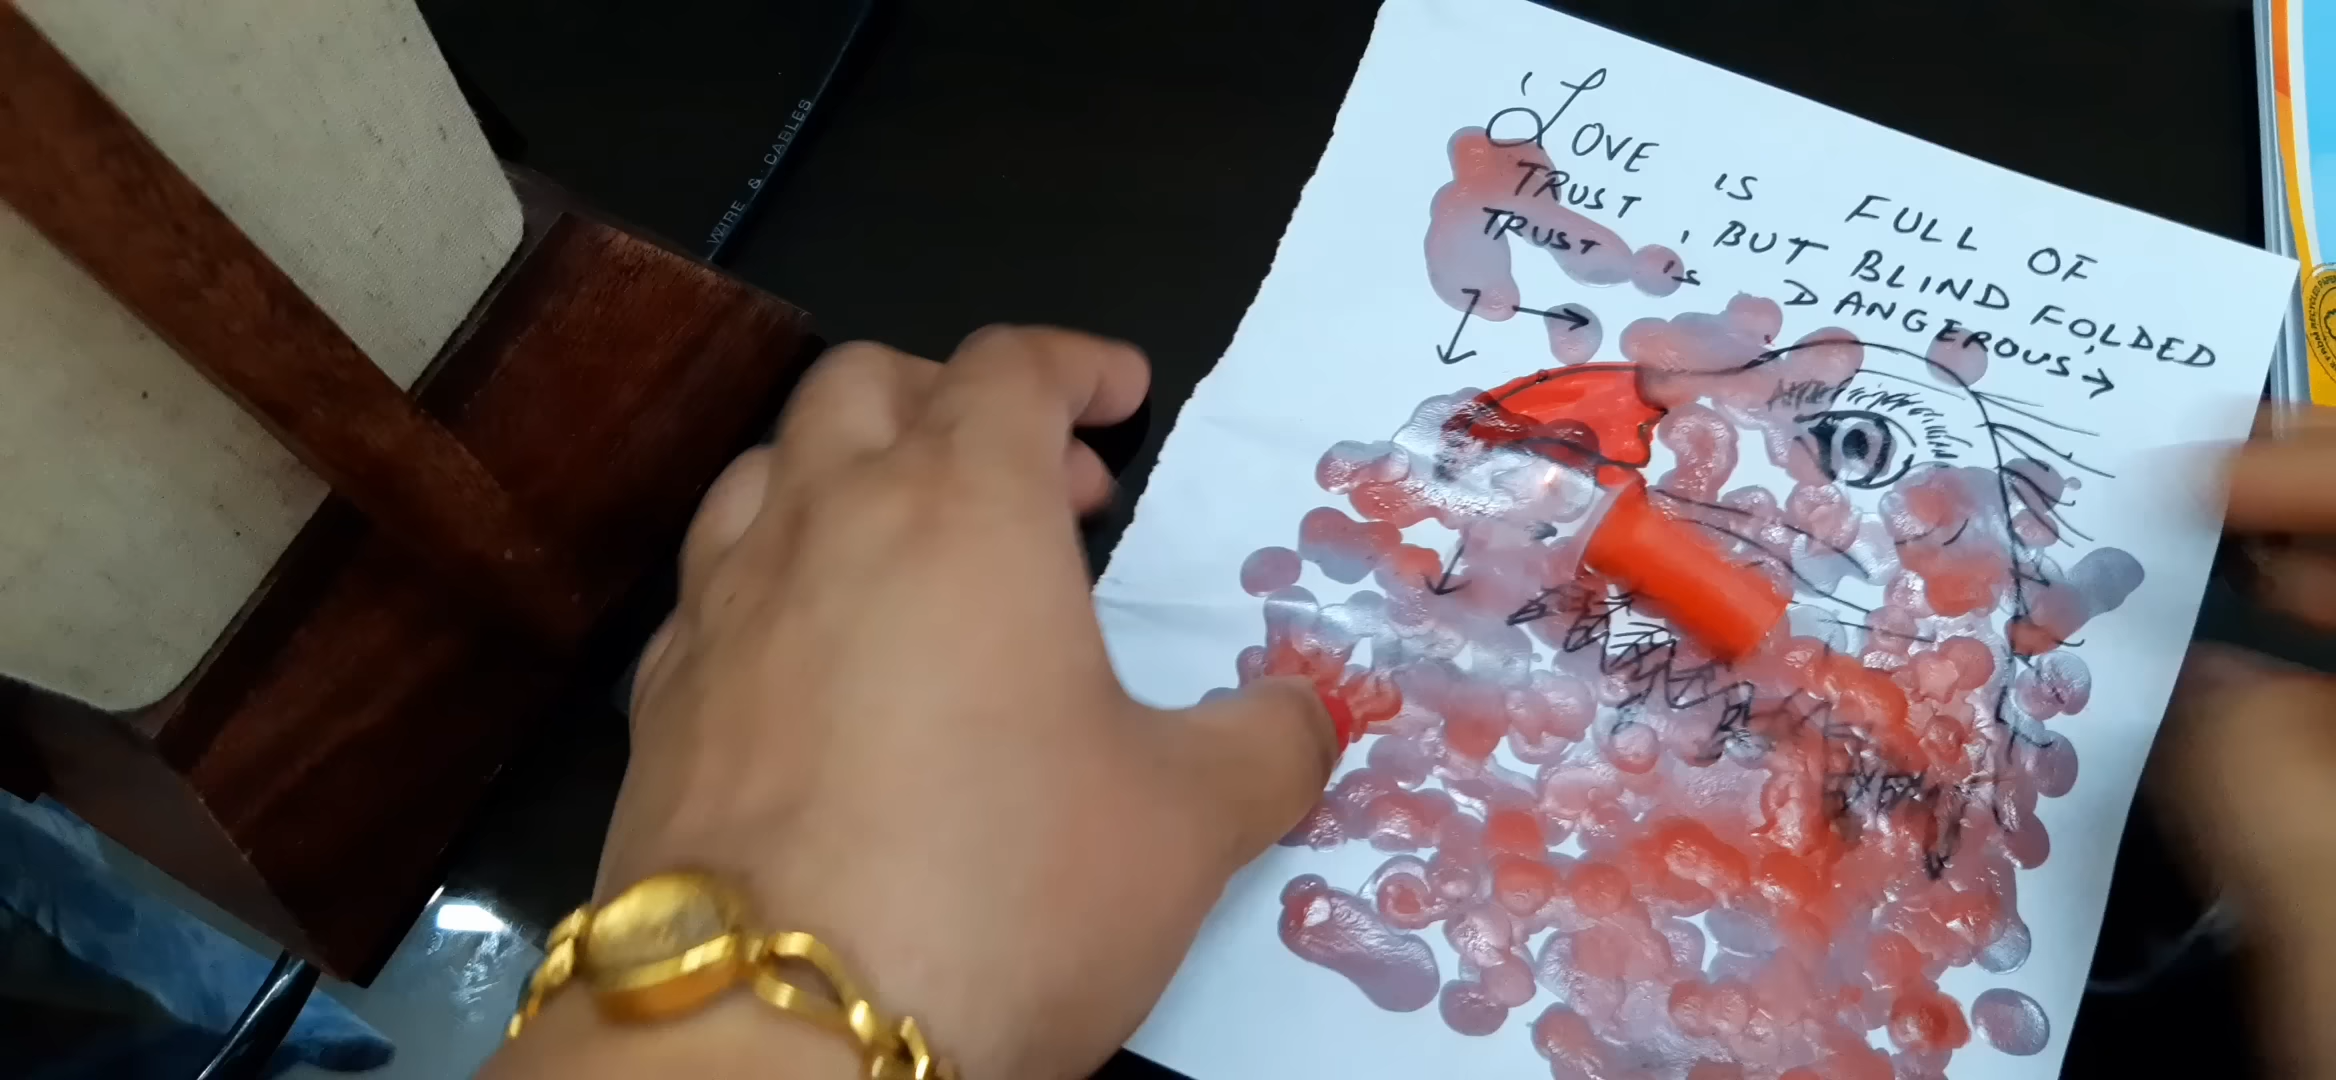 WIRE & CABLES
'LOVE IS FULL OF
TRUST, BUT BLIND FOLDED
TRUST IS DANGEROUS'